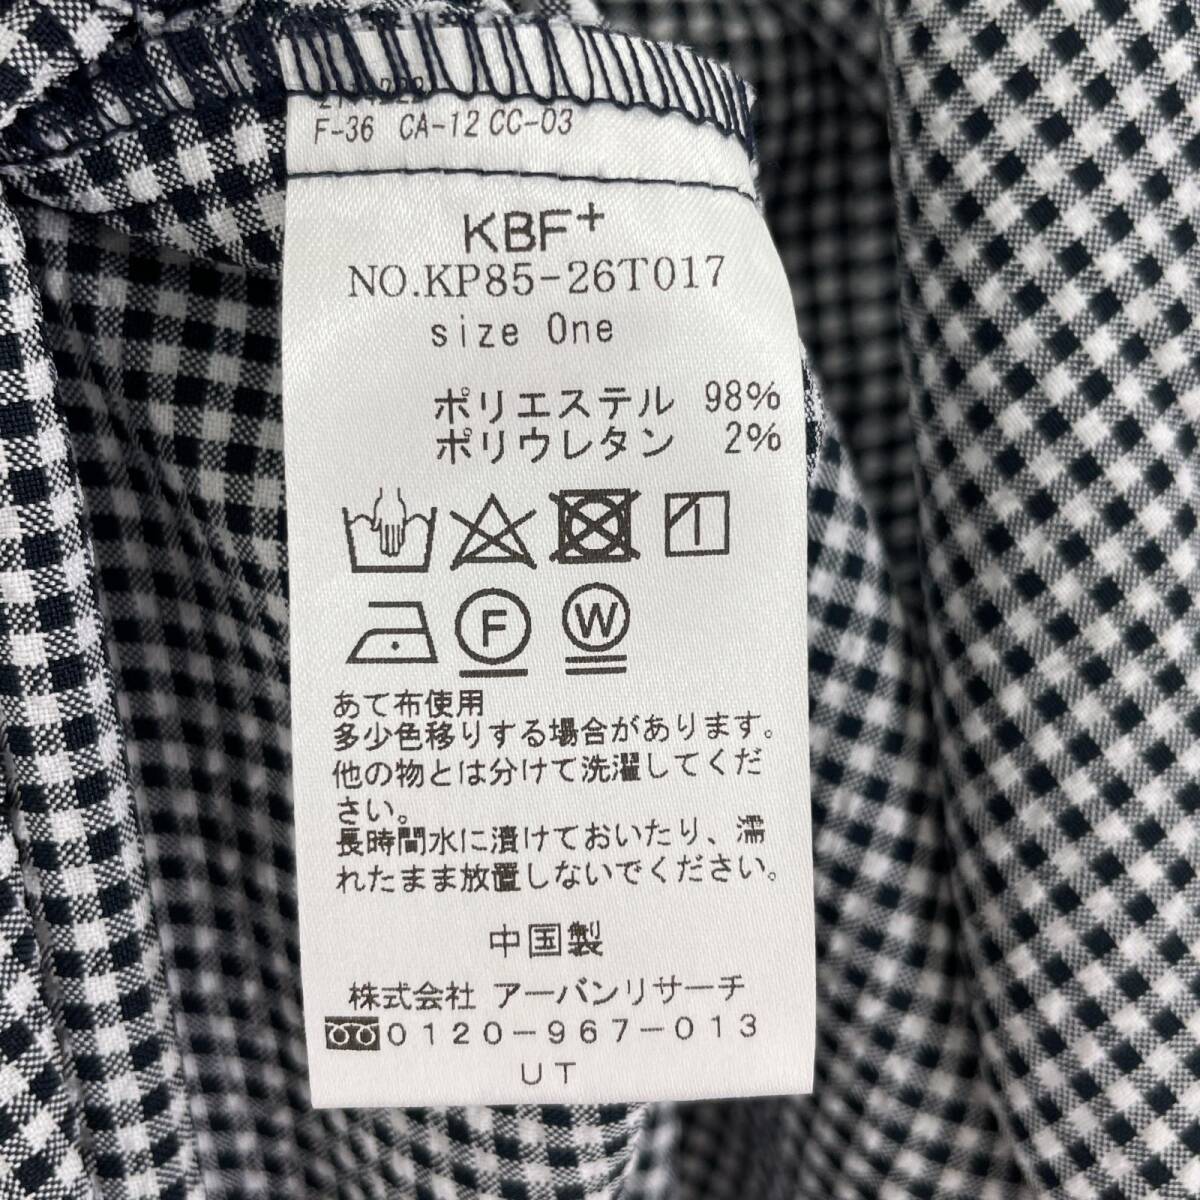 F-36 CA-12 CC-03
KBF+
NO.KP85-26T017
size One
ポリエステル 98%
ポリウレタン 2%
F W
あて布使用
多少色移りする場合があります。
他の物とは分けて洗濯してくだ
さい。
長時間水に漬けておいたり、濡
れたまま放置しないでください。
中国製
株式会社 アーバンリサーチ
0120-967-013
UT